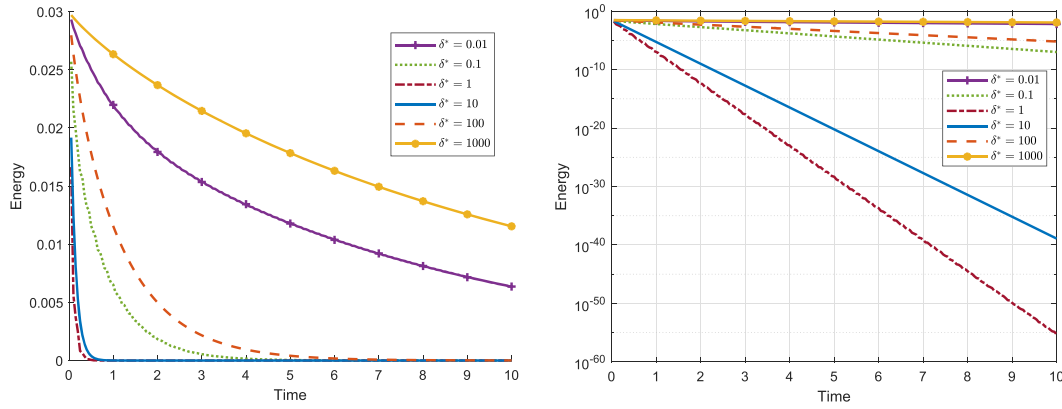 0.03
0.025
0.02
0.015
0.01
0.005
0
Energy
0 1 2 3 4 5 6 7 8 9 10
Time
δ* = 0.01
δ* = 0.1
δ* = 1
δ* = 10
δ* = 100
δ* = 1000
10^0
10^-10
10^-20
10^-30
10^-40
10^-50
10^-60
Energy
0 1 2 3 4 5 6 7 8 9 10
Time
δ* = 0.01
δ* = 0.1
δ* = 1
δ* = 10
δ* = 100
δ* = 1000